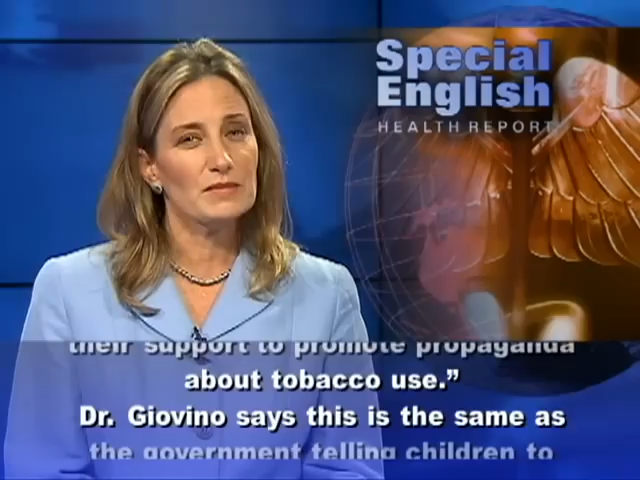 Special
English
HEALTH REPORT
their support to promote propaganda
about tobacco use.”
Dr. Giovino says this is the same as
the government telling children to